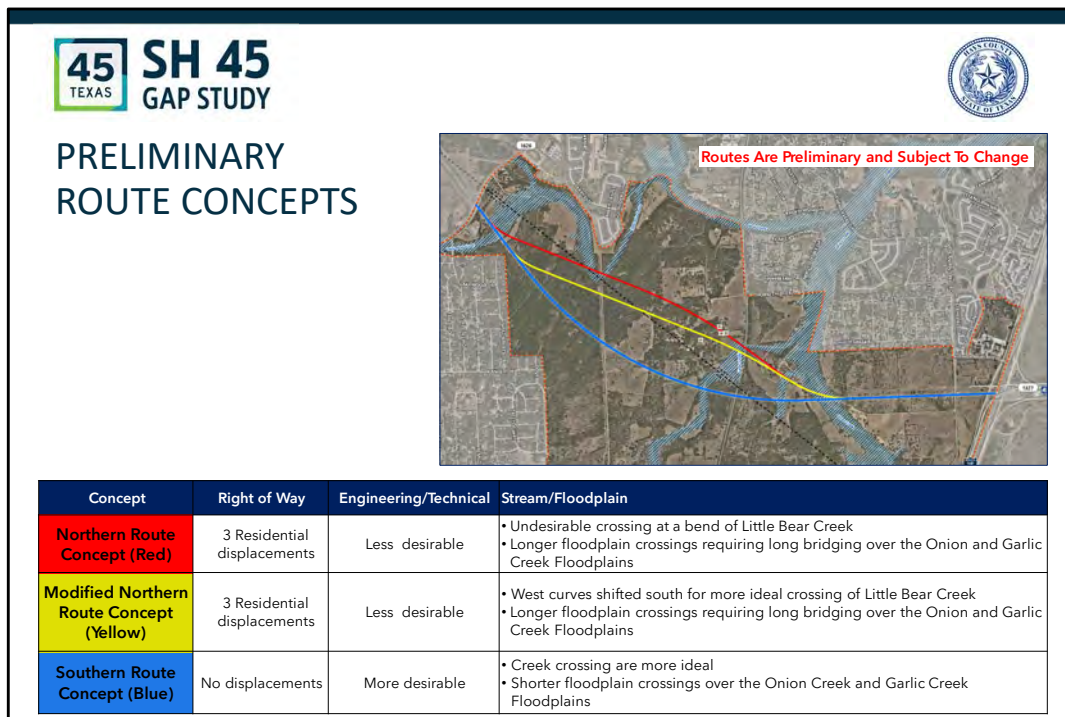 45
TEXAS
SH 45
GAP STUDY
HAYS COUNTY
STATE OF TEXAS
PRELIMINARY
ROUTE CONCEPTS
Routes Are Preliminary and Subject To Change
1626
1327
Concept Right of Way Engineering/Technical Stream/Floodplain
Northern Route
Concept (Red)
3 Residential
displacements
Less desirable
• Undesirable crossing at a bend of Little Bear Creek
• Longer floodplain crossings requiring long bridging over the Onion and Garlic
Creek Floodplains
Modified Northern
Route Concept
(Yellow)
3 Residential
displacements
Less desirable
• West curves shifted south for more ideal crossing of Little Bear Creek
• Longer floodplain crossings requiring long bridging over the Onion and Garlic
Creek Floodplains
Southern Route
Concept (Blue)
No displacements
More desirable
• Creek crossing are more ideal
• Shorter floodplain crossings over the Onion Creek and Garlic Creek
Floodplains